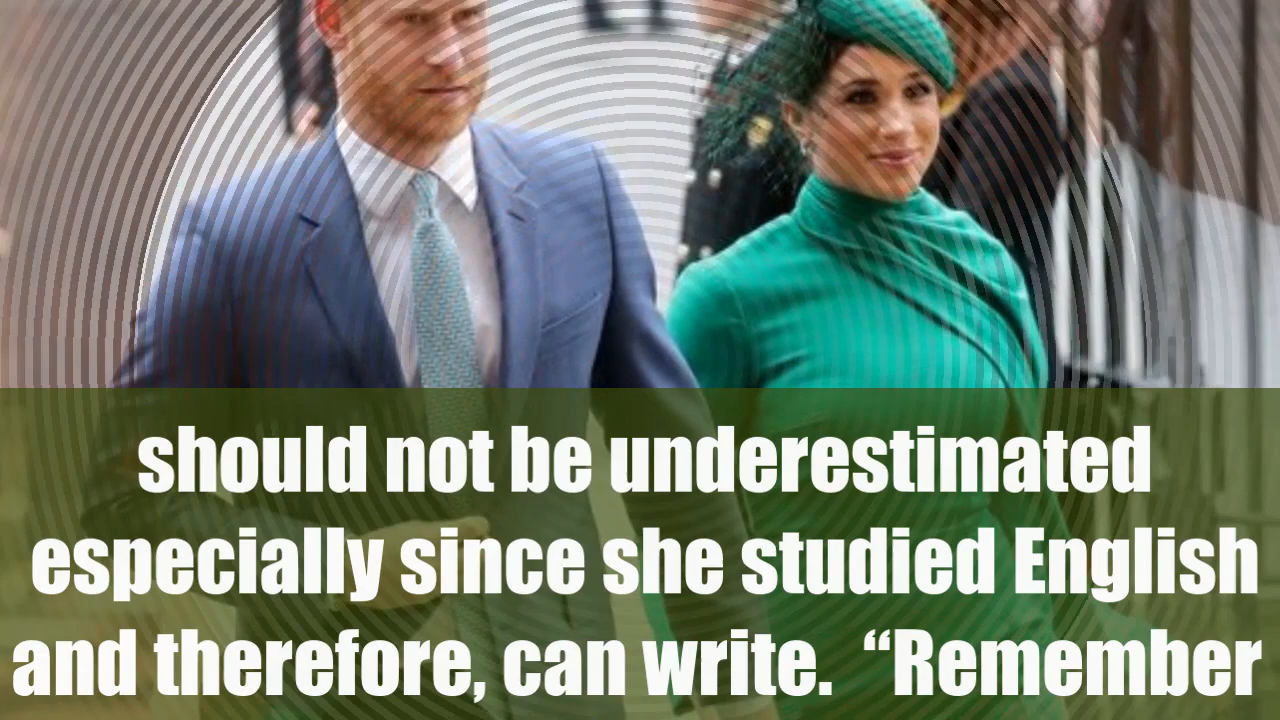 should not be underestimated
especially since she studied English
and therefore, can write.  “Remember